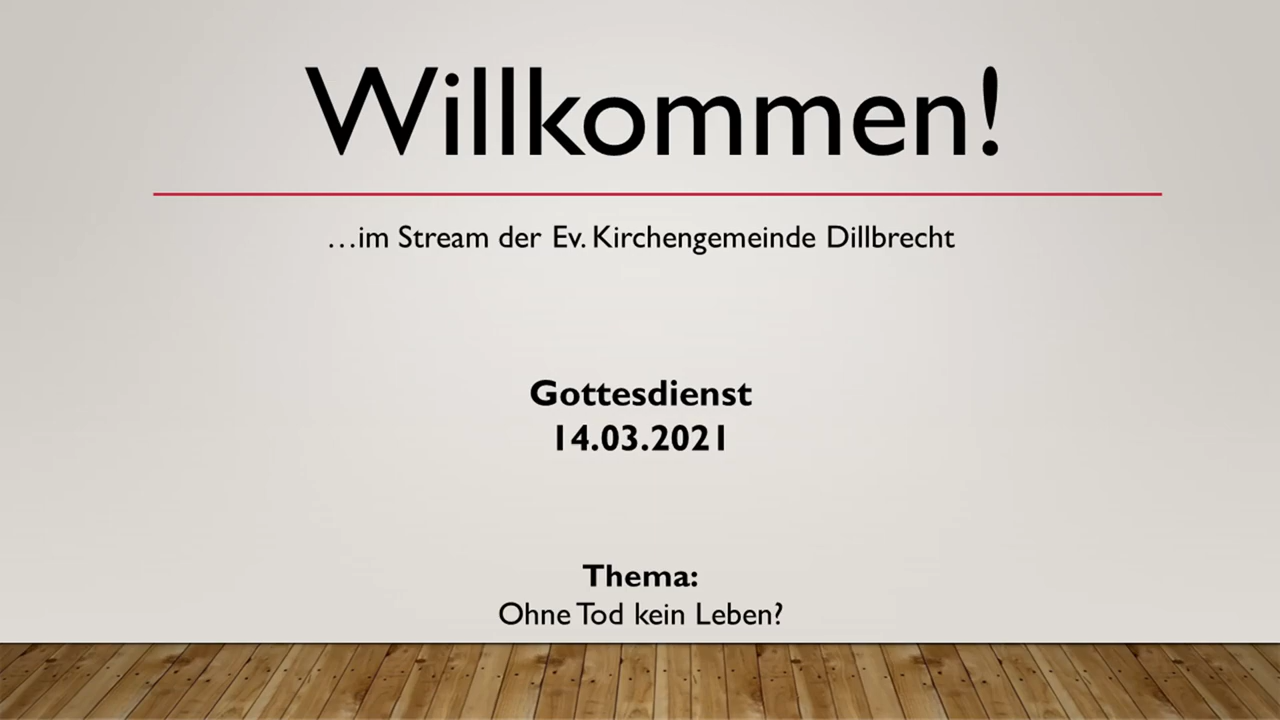 Willkommen!
…im Stream der Ev. Kirchengemeinde Dillbrecht
Gottesdienst
14.03.2021
Thema:
Ohne Tod kein Leben?